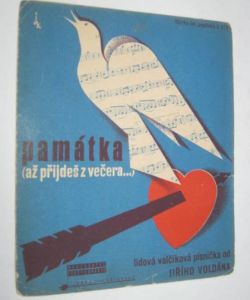 památka
(až přijdeš z večera...)
lidová valčíková písnička od
JIŘÍHO VOLDÁNA